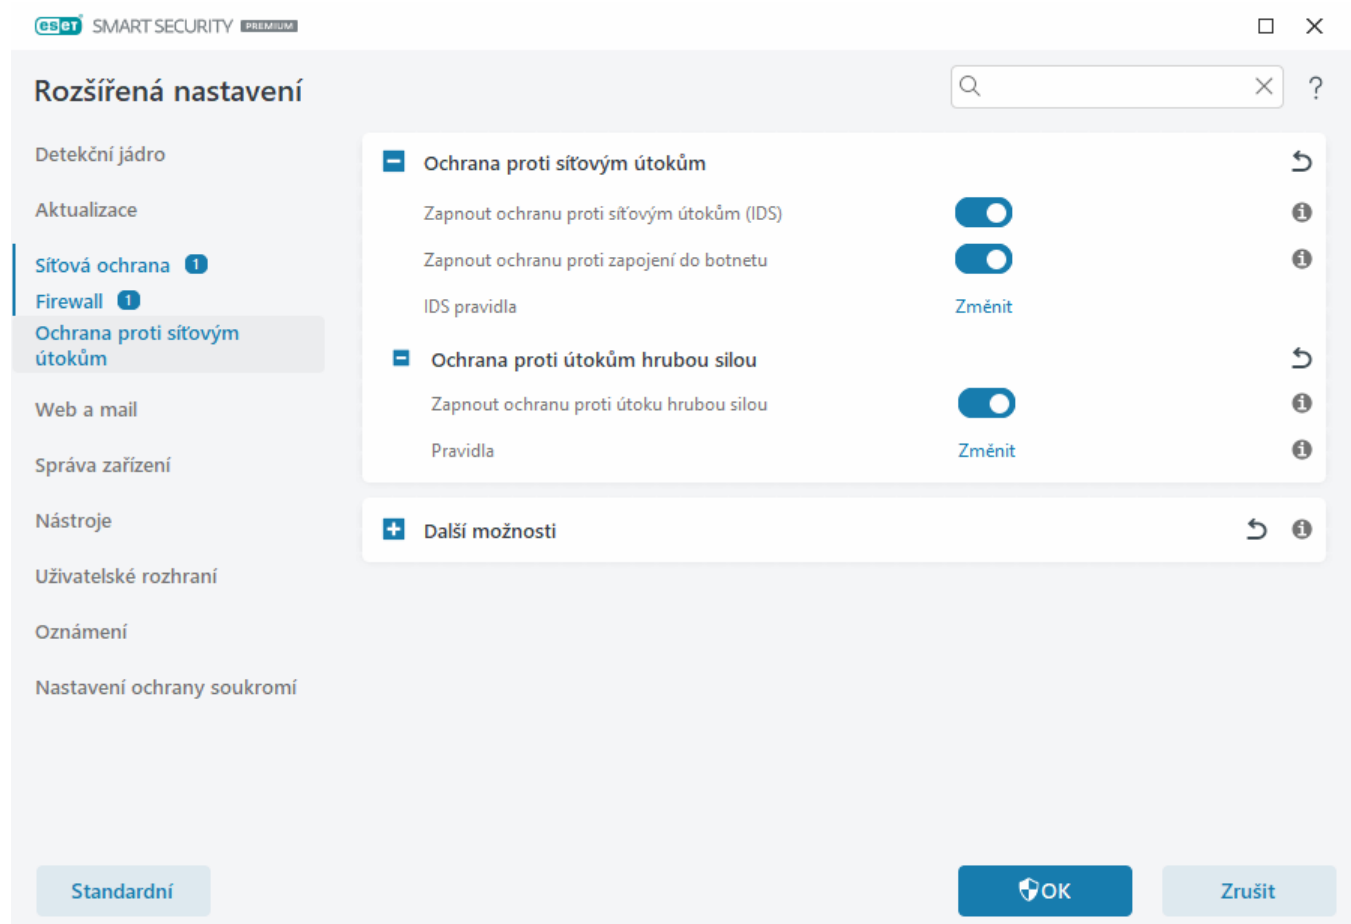 eset SMART SECURITY PREMIUM
Rozšířená nastavení
?
Detekční jádro
Aktualizace
Síťová ochrana 1
Firewall 1
Ochrana proti síťovým
útokům
Web a mail
Správa zařízení
Nástroje
Uživatelské rozhraní
Oznámení
Nastavení ochrany soukromí
Ochrana proti síťovým útokům
Zapnout ochranu proti síťovým útokům (IDS)
Zapnout ochranu proti zapojení do botnetu
IDS pravidla Změnit
Ochrana proti útokům hrubou silou
Zapnout ochranu proti útoku hrubou silou
Pravidla Změnit
Další možnosti
Standardní
OK
Zrušit